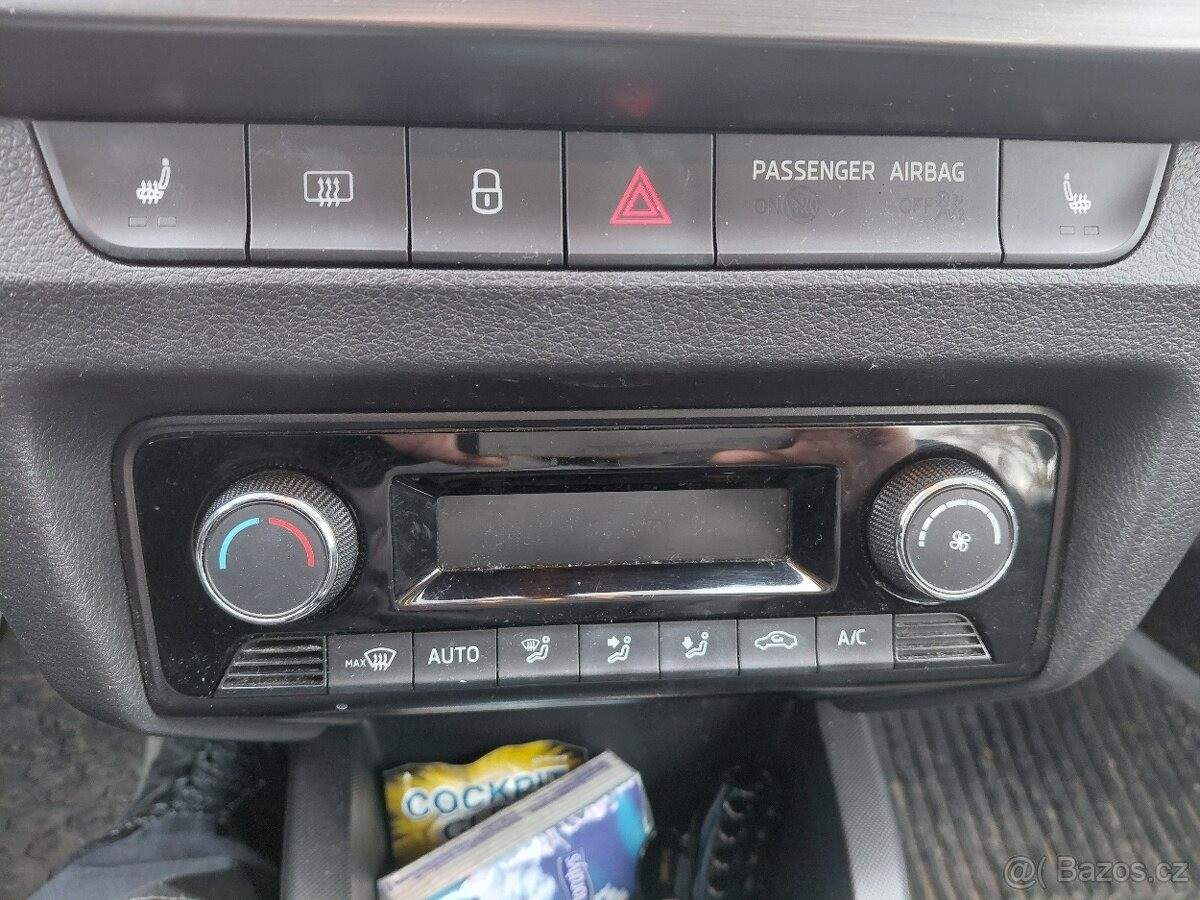 PASSENGER AIRBAG
ON OFF
MAX AUTO A/C
COCKPIT
© Bazos.cz